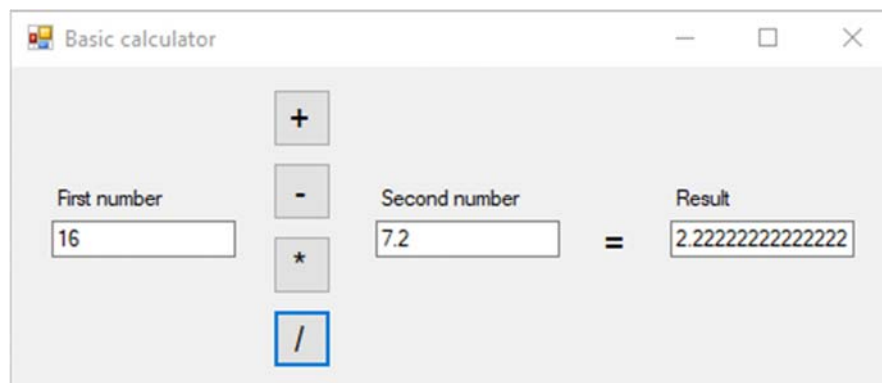 Basic calculator
+
-
*
/
First number
16
Second number
7.2
=
Result
2.22222222222222